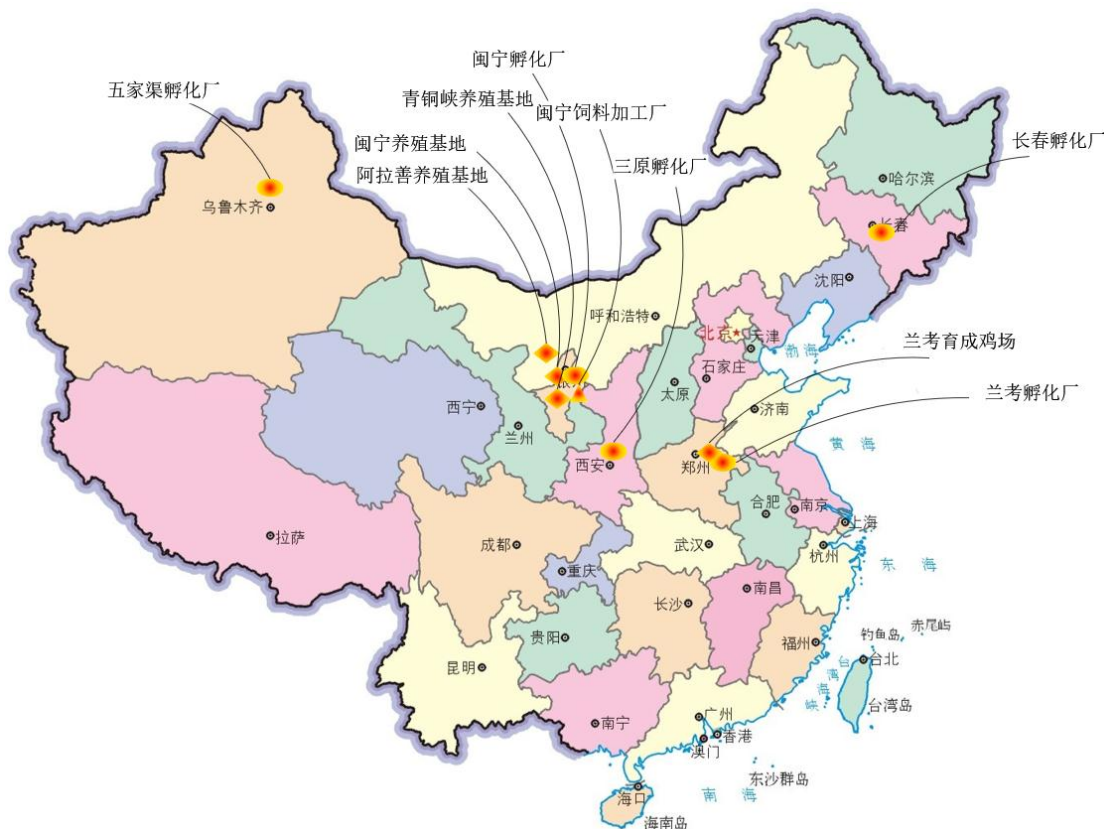 闽宁孵化厂
五家渠孵化厂
青铜峡养殖基地
闽宁饲料加工厂
闽宁养殖基地
三原孵化厂
长春孵化厂
阿拉善养殖基地
哈尔滨
乌鲁木齐
长春
沈阳
呼和浩特
北京
天津
渤海
兰考育成鸡场
银川
石家庄
太原
西宁
济南
兰考孵化厂
兰州
黄海
西安
郑州
合肥
南京
上海
拉萨
成都
武汉
杭州
东海
重庆
南昌
长沙
赤尾屿
钓鱼岛
贵阳
福州
台北
昆明
台湾海峡
台湾岛
广州
南宁
香港
澳门
东沙群岛
南海
海口
海南岛